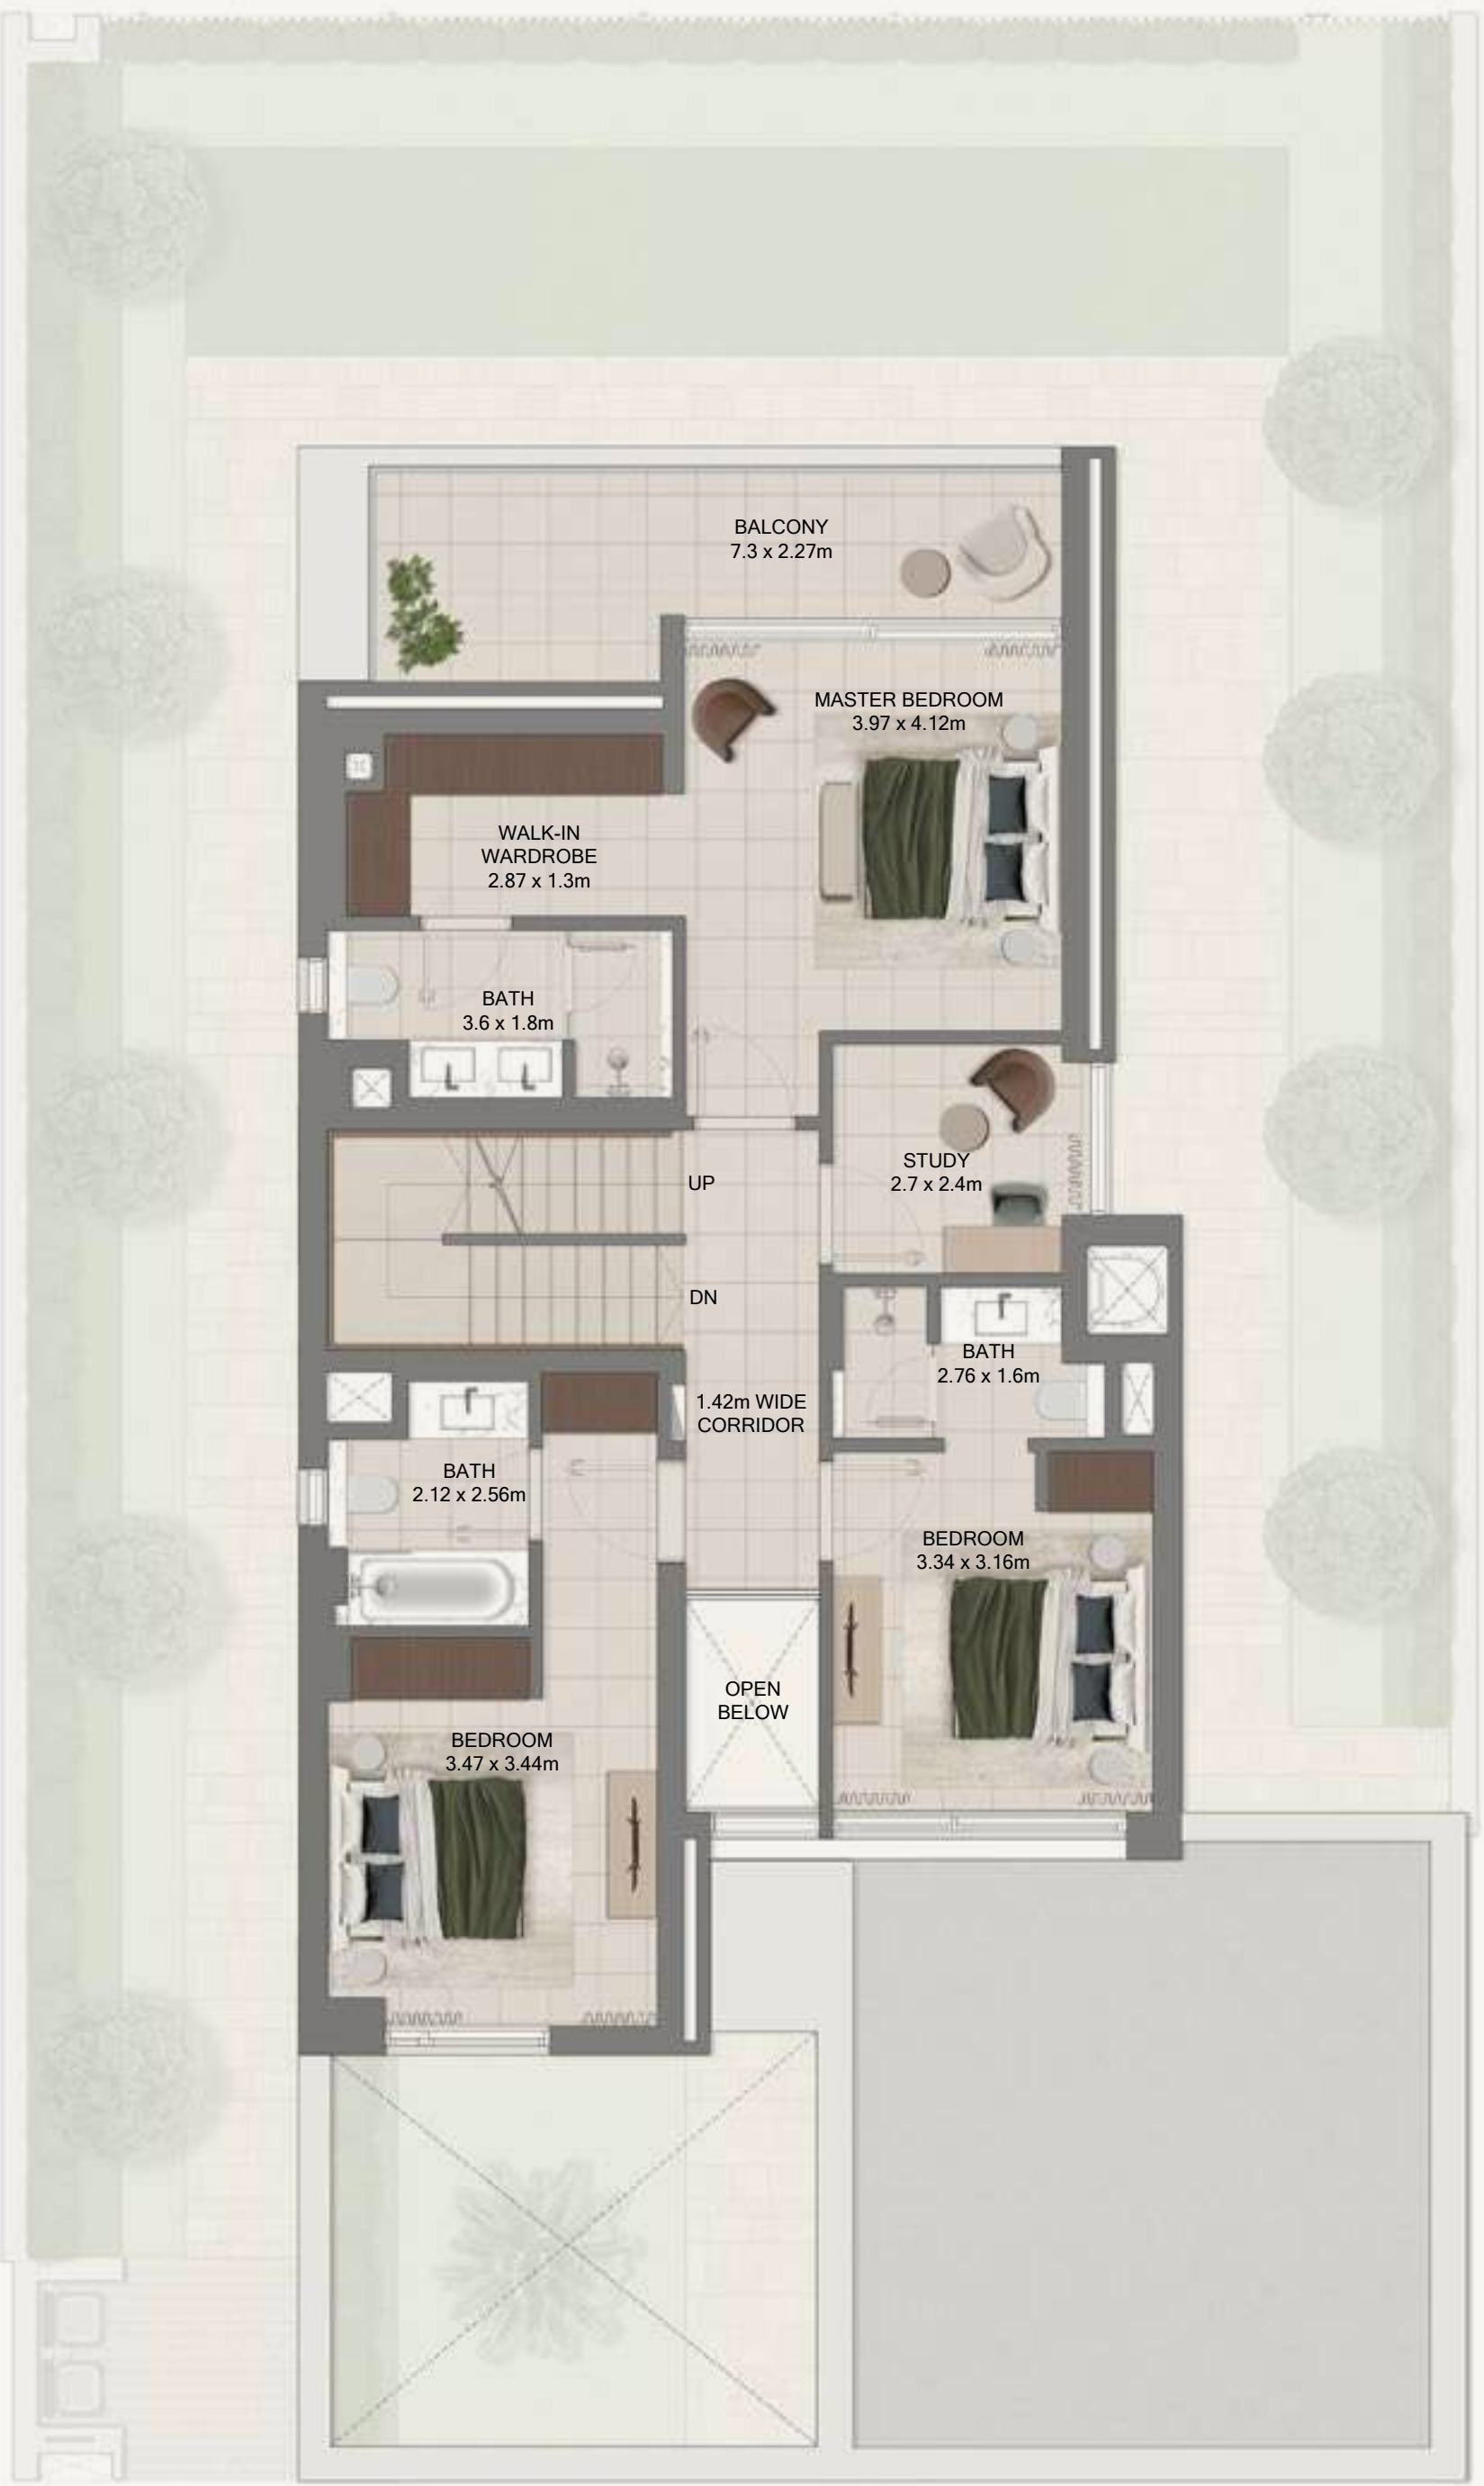 BALCONY
7.3 x 2.27m
MASTER BEDROOM
3.97 x 4.12m
WALK-IN
WARDROBE
2.87 x 1.3m
BATH
3.6 x 1.8m
STUDY
2.7 x 2.4m
UP
DN
BATH
2.76 x 1.6m
1.42m WIDE
CORRIDOR
BATH
2.12 x 2.56m
BEDROOM
3.34 x 3.16m
OPEN
BELOW
BEDROOM
3.47 x 3.44m